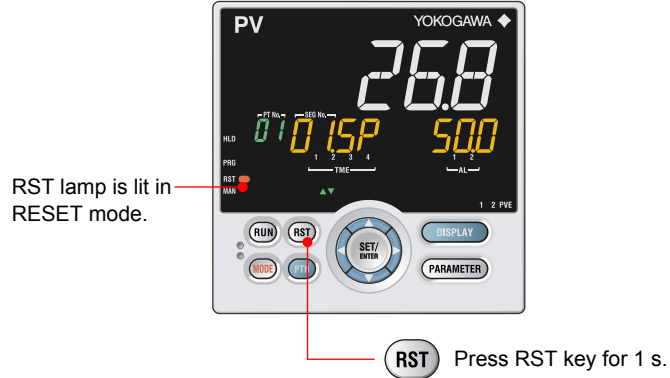 PV YOKOGAWA
26.8
PT No. SEG No.
01 01.SP 50.0
HLD
1 2 3 4 1 2
TME AL
PRG
RST
MAN
1 2 PVE
RST lamp is lit in
RESET mode.
RUN RST DISPLAY
SET/
ENTER
MODE PTN PARAMETER
RST Press RST key for 1 s.